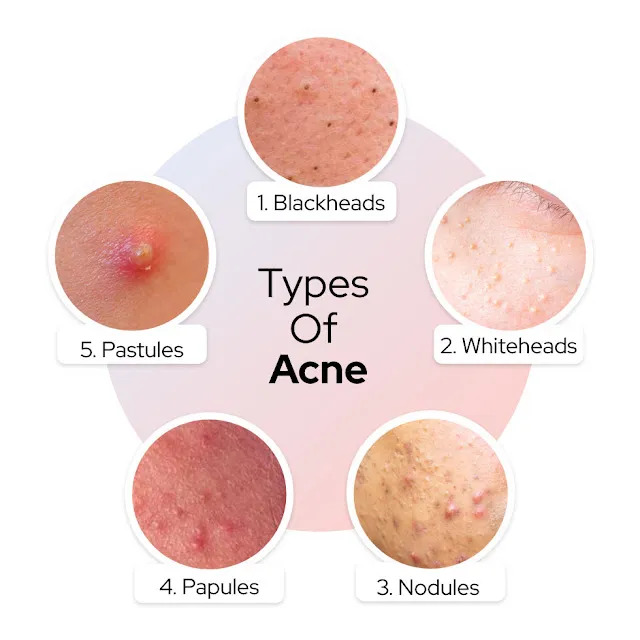 Types
Of
Acne
1. Blackheads
2. Whiteheads
3. Nodules
4. Papules
5. Pastules